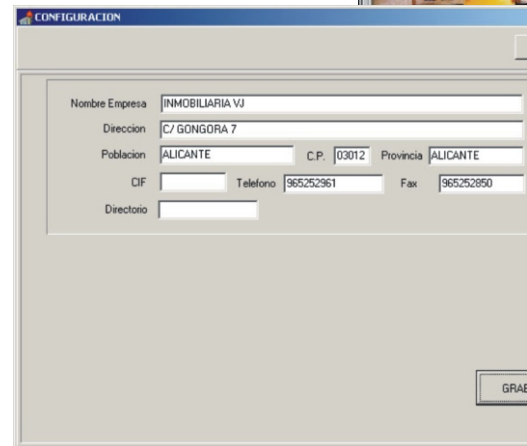 CONFIGURACION
Nombre Empresa INMOBILIARIA VJ
Direccion C/ GONGORA 7
Poblacion ALICANTE C.P. 03012 Provincia ALICANTE
CIF Telefono 965252961 Fax 965252850
Directorio